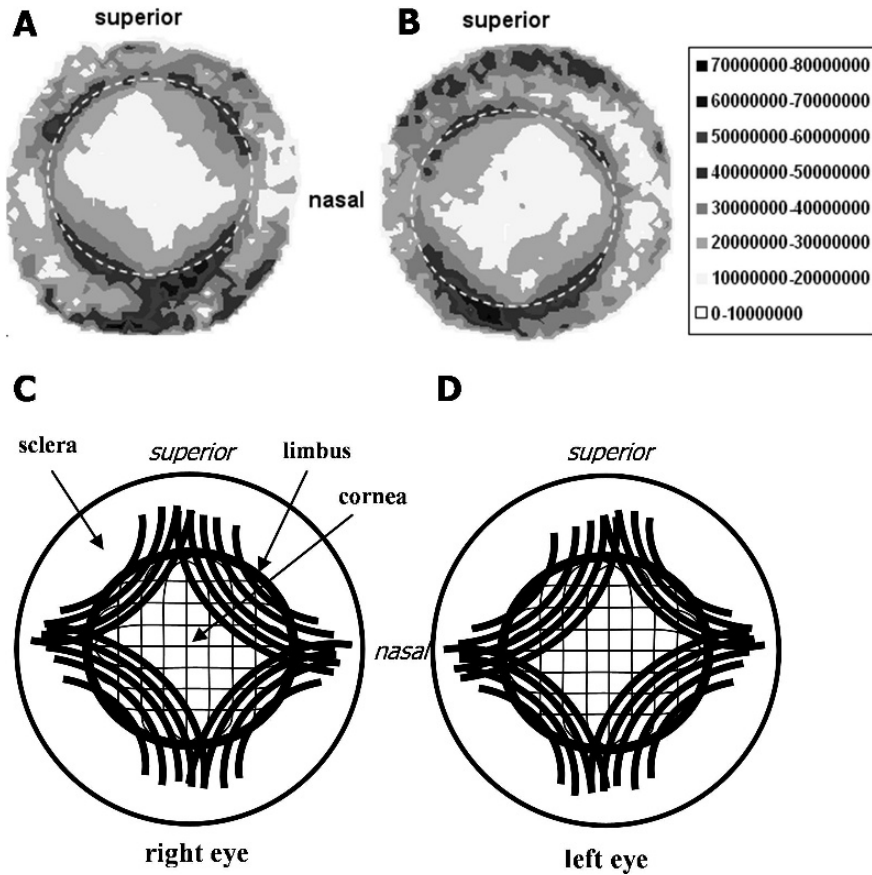 A
superior
B
superior
nasal
70000000-80000000
60000000-70000000
50000000-60000000
40000000-50000000
30000000-40000000
20000000-30000000
10000000-20000000
0-10000000
C
D
sclera
superior
limbus
cornea
superior
nasal
right eye
left eye